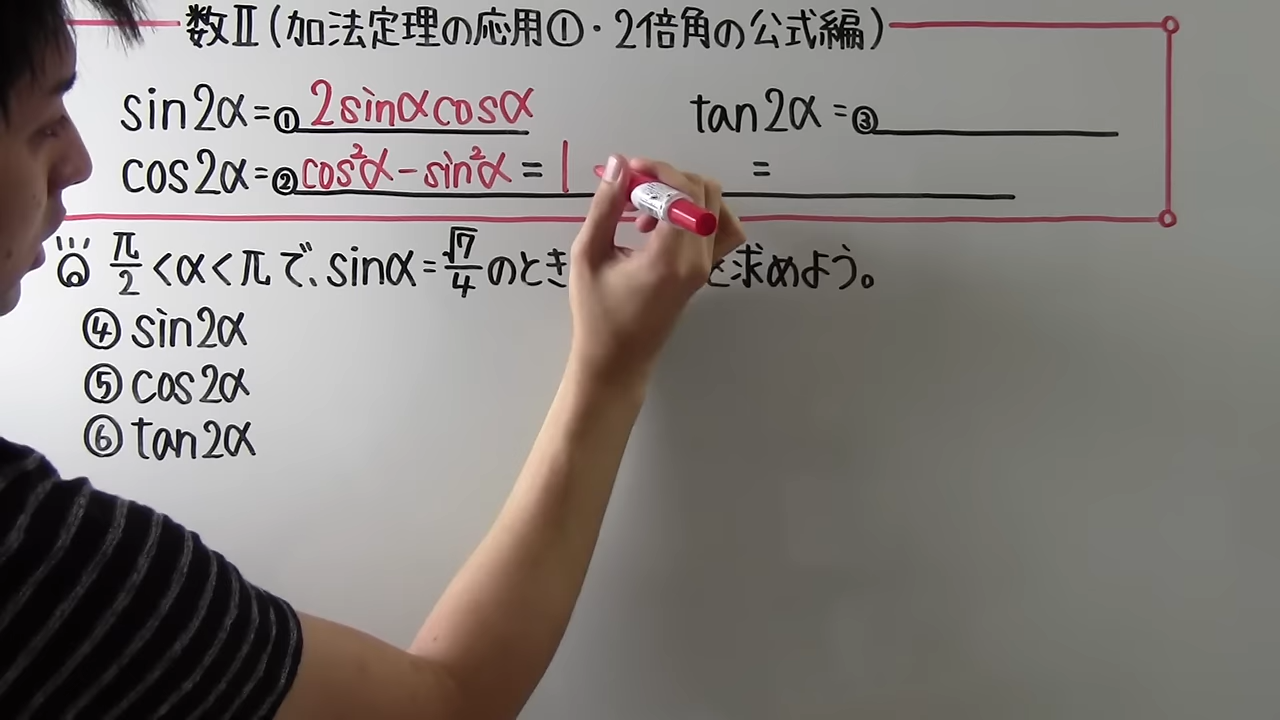 数Ⅱ(加法定理の応用①・2倍角の公式編)
sin2α=①2sinαcosα tan2α=③
cos2α=②cos²α-sin²α=1 =
π/2<α<πで、sinα=√7/4のとき を求めよう。
④sin2α
⑤cos2α
⑥tan2α